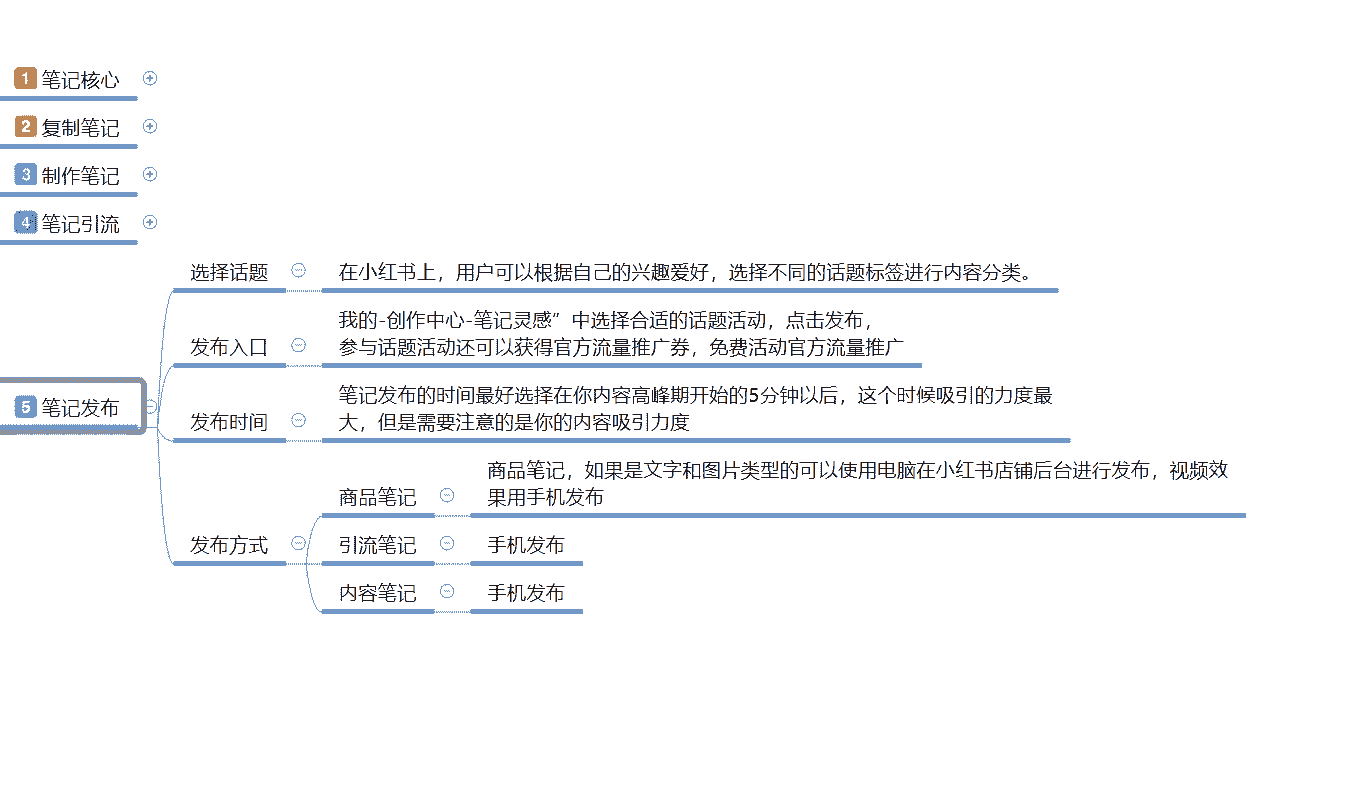 1 笔记核心
2 复制笔记
3 制作笔记
4 笔记引流
5 笔记发布
选择话题
在小红书上，用户可以根据自己的兴趣爱好，选择不同的话题标签进行内容分类。
发布入口
我的-创作中心-笔记灵感”中选择合适的话题活动，点击发布，
参与话题活动还可以获得官方流量推广券，免费活动官方流量推广
发布时间
笔记发布的时间最好选择在你内容高峰期开始的5分钟以后，这个时候吸引的力度最
大，但是需要注意的是你的内容吸引力度
发布方式
商品笔记
商品笔记，如果是文字和图片类型的可以使用电脑在小红书店铺后台进行发布，视频效
果用手机发布
引流笔记
手机发布
内容笔记
手机发布